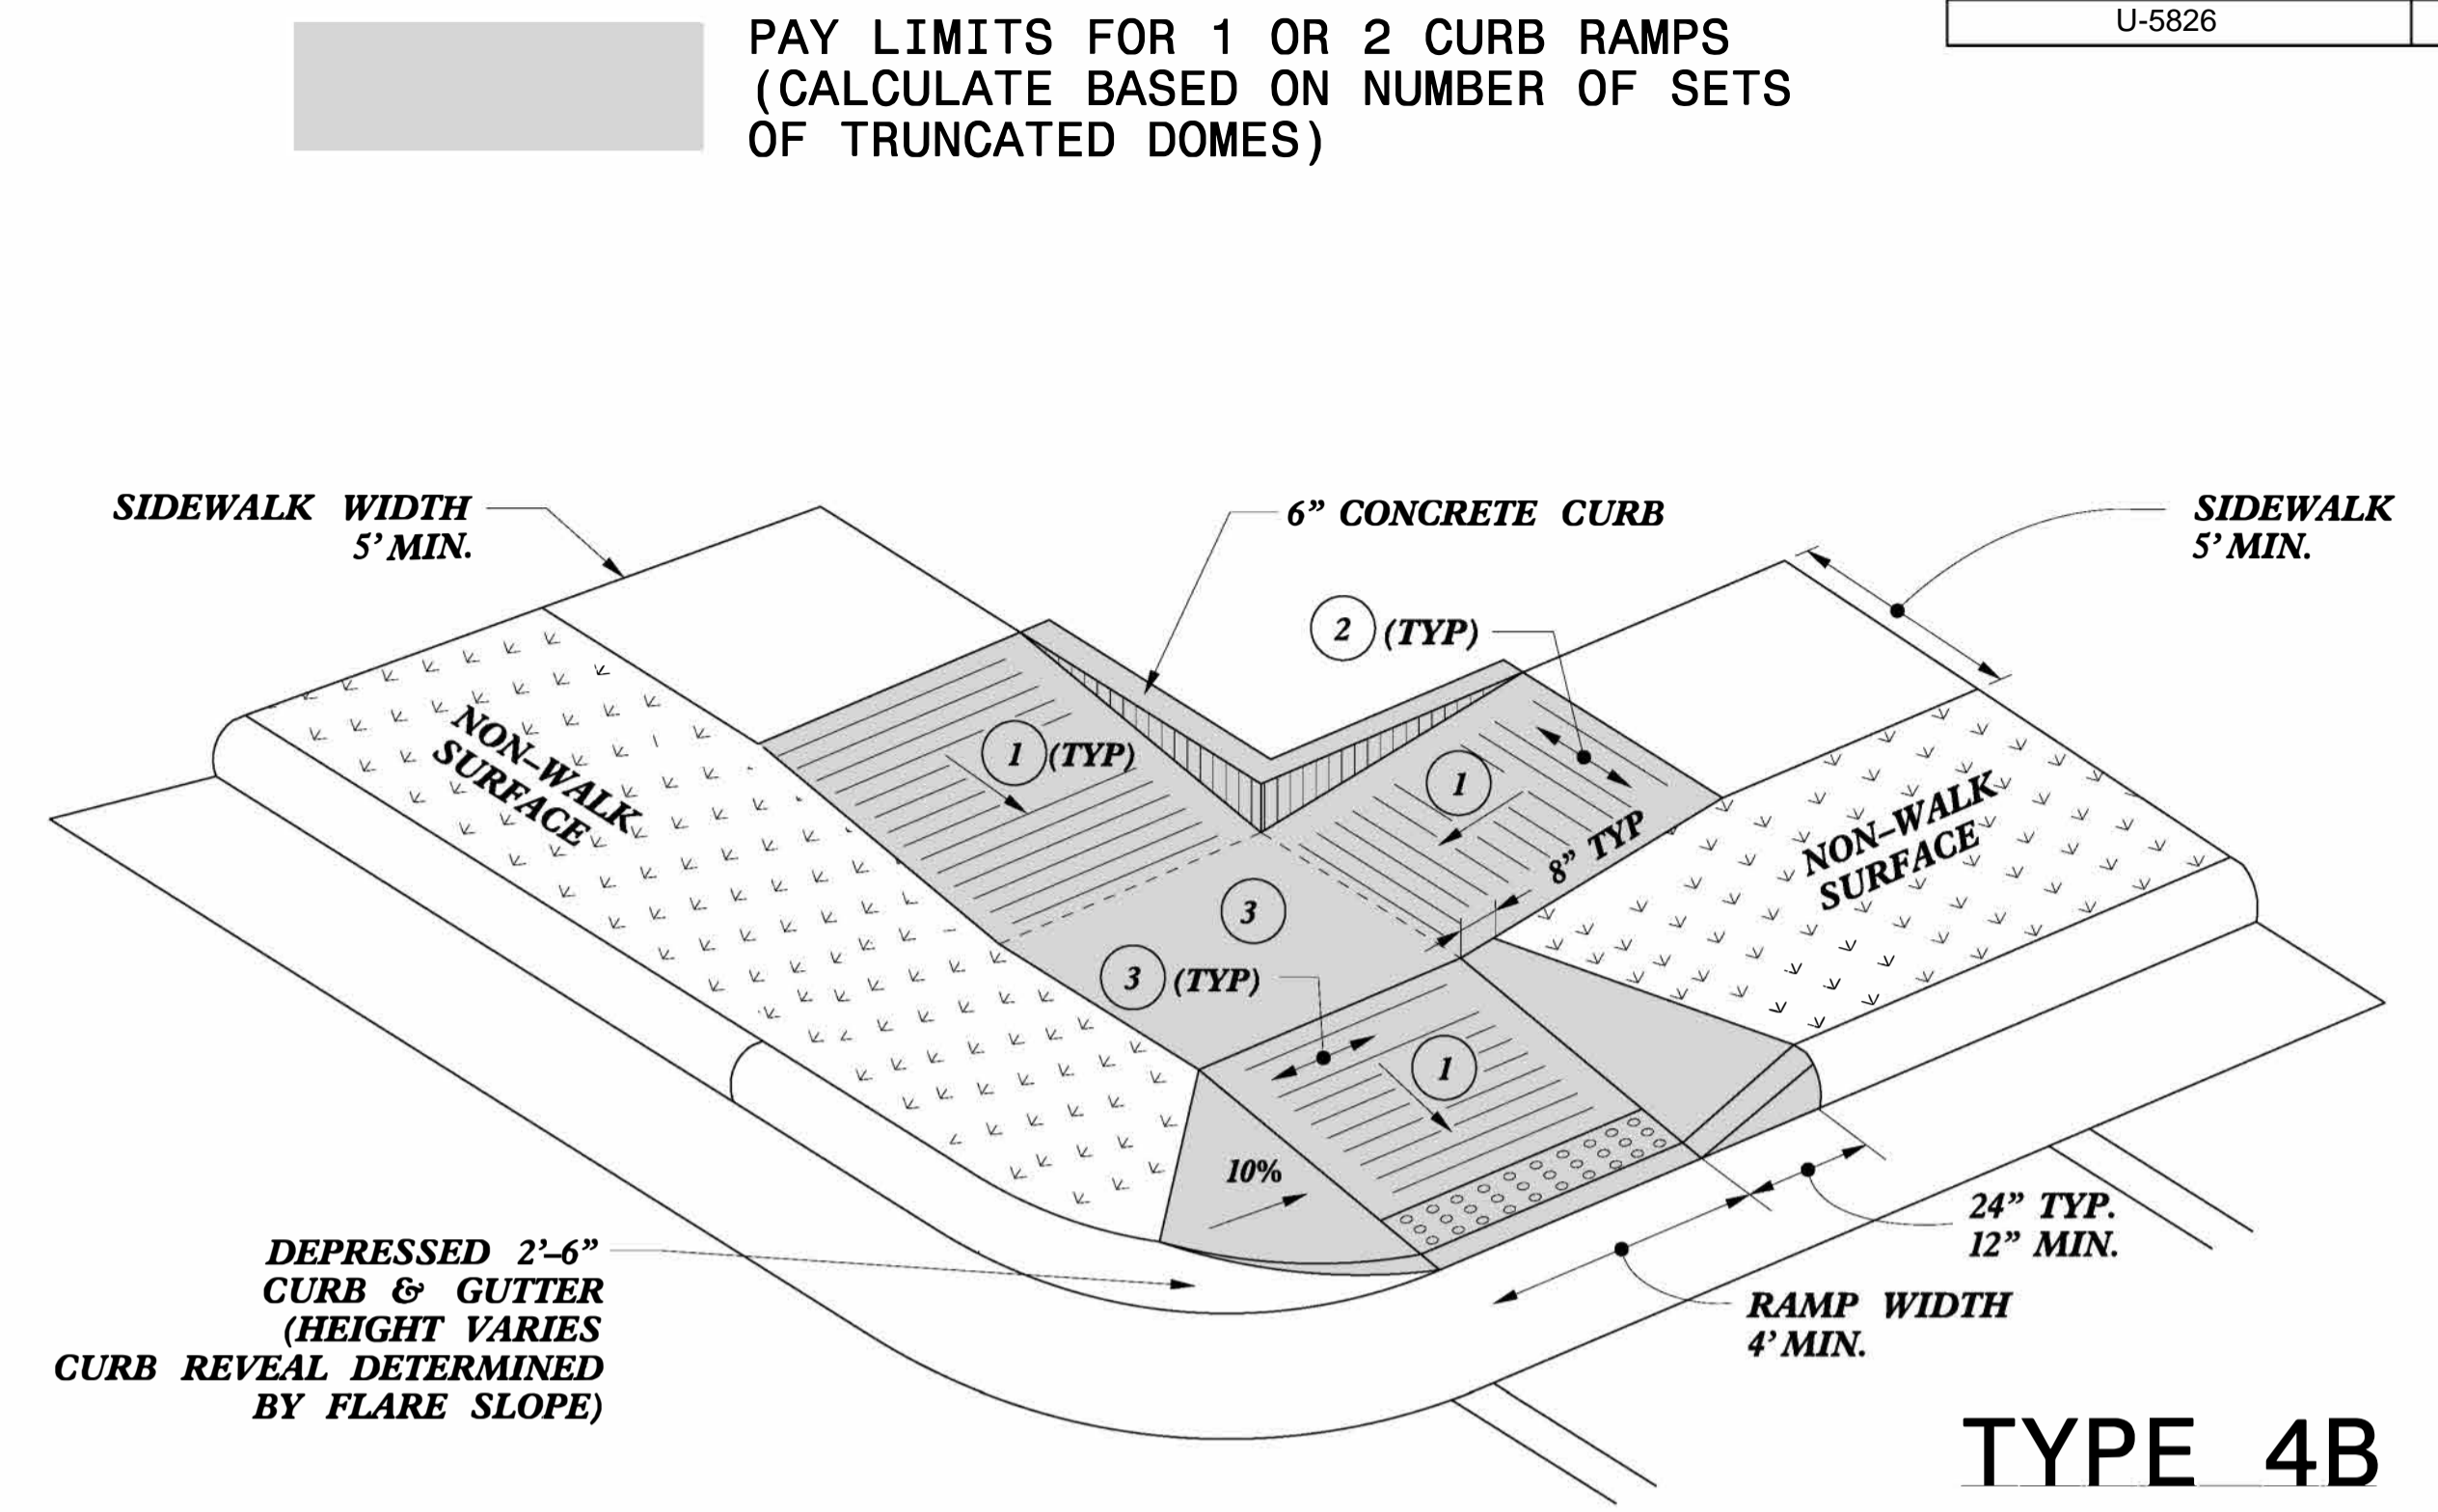 PAY LIMITS FOR 1 OR 2 CURB RAMPS
(CALCULATE BASED ON NUMBER OF SETS
OF TRUNCATED DOMES)
U-5826
SIDEWALK WIDTH
5' MIN.
6" CONCRETE CURB
SIDEWALK
5' MIN.
2 (TYP)
NON-WALK
SURFACE
1 (TYP)
1
8" TYP
NON-WALK
SURFACE
3
3 (TYP)
1
10%
DEPRESSED 2'-6"
CURB & GUTTER
(HEIGHT VARIES
CURB REVEAL DETERMINED
BY FLARE SLOPE)
24" TYP.
12" MIN.
RAMP WIDTH
4' MIN.
TYPE 4B